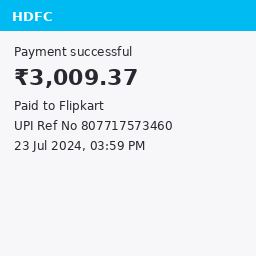 HDFC
Payment successful
₹3,009.37
Paid to Flipkart
UPI Ref No 807717573460
23 Jul 2024, 03:59 PM